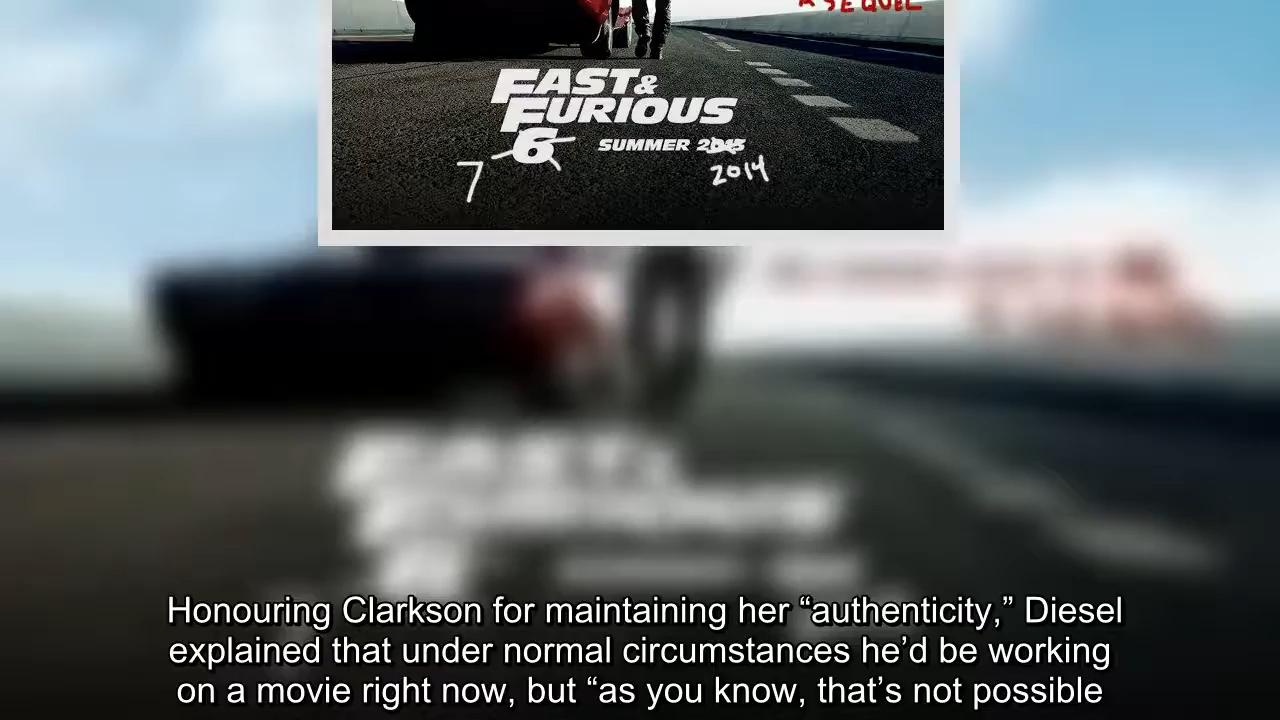 A SEQUEL
FAST &
FURIOUS
6 SUMMER 2013
7 2014
Honouring Clarkson for maintaining her “authenticity,” Diesel
explained that under normal circumstances he’d be working
on a movie right now, but “as you know, that’s not possible